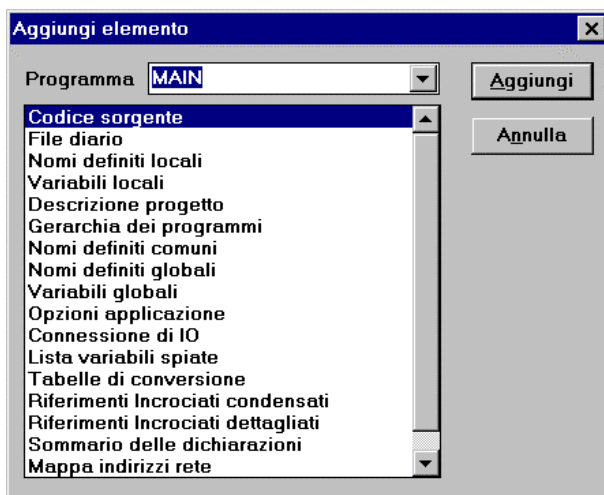 Aggiungi elemento
Programma MAIN Aggiungi
Annulla
Codice sorgente
File diario
Nomi definiti locali
Variabili locali
Descrizione progetto
Gerarchia dei programmi
Nomi definiti comuni
Nomi definiti globali
Variabili globali
Opzioni applicazione
Connessione di IO
Lista variabili spiate
Tabelle di conversione
Riferimenti Incrociati condensati
Riferimenti Incrociati dettagliati
Sommario delle dichiarazioni
Mappa indirizzi rete